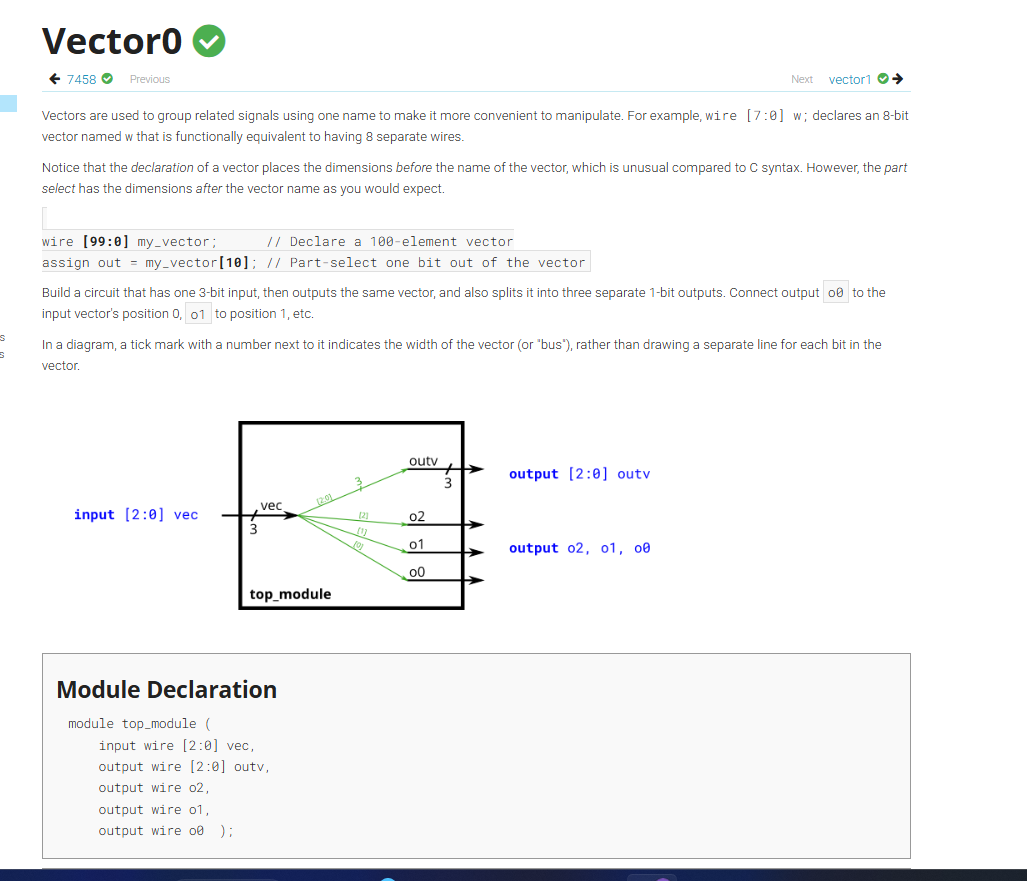 Vector0
7458 Previous Next vector1
Vectors are used to group related signals using one name to make it more convenient to manipulate. For example, wire [7:0] w; declares an 8-bit
vector named w that is functionally equivalent to having 8 separate wires.
Notice that the declaration of a vector places the dimensions before the name of the vector, which is unusual compared to C syntax. However, the part
select has the dimensions after the vector name as you would expect.
wire [99:0] my_vector; // Declare a 100-element vector
assign out = my_vector[10]; // Part-select one bit out of the vector
Build a circuit that has one 3-bit input, then outputs the same vector, and also splits it into three separate 1-bit outputs. Connect output o0 to the
input vector's position 0, o1 to position 1, etc.
s
s
In a diagram, a tick mark with a number next to it indicates the width of the vector (or "bus"), rather than drawing a separate line for each bit in the
vector.
outv
3
3
[2:0]
output [2:0] outv
input [2:0] vec
vec
3
[2]
o2
[1]
o1
[0]
o0
output o2, o1, o0
top_module
Module Declaration
module top_module (
input wire [2:0] vec,
output wire [2:0] outv,
output wire o2,
output wire o1,
output wire o0 );